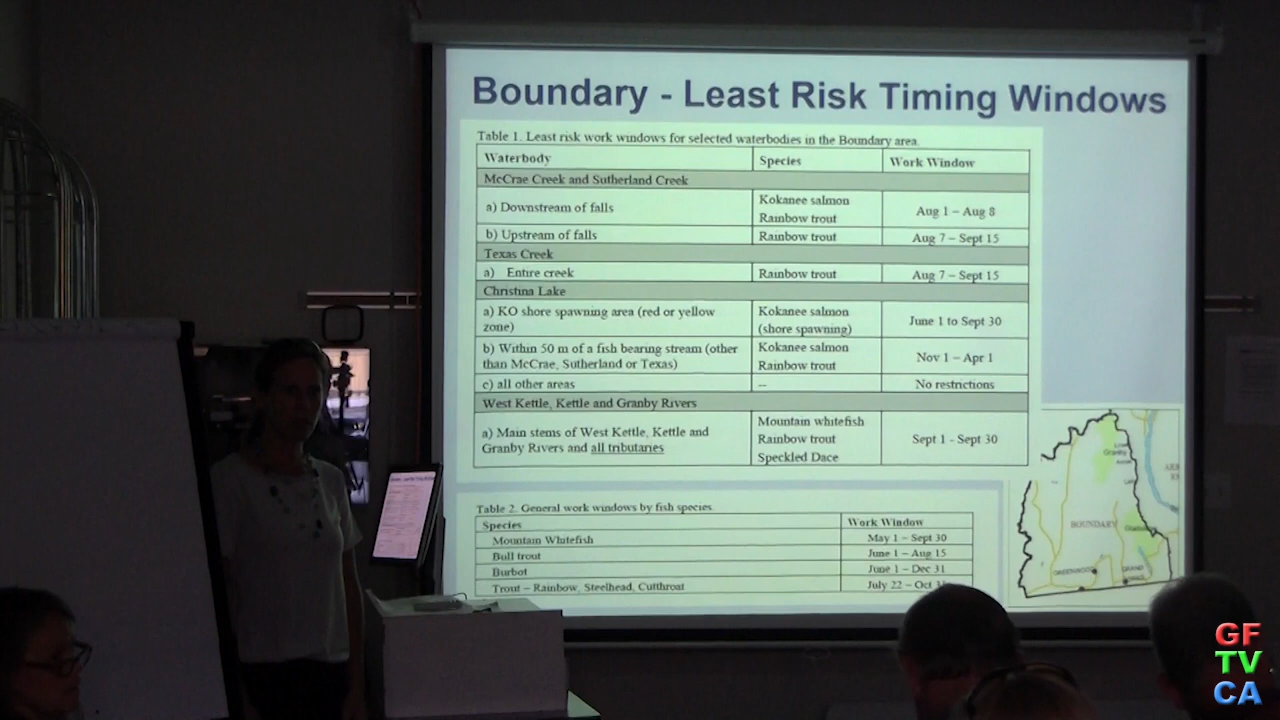 Boundary - Least Risk Timing Windows
Table 1. Least risk work windows for selected waterbodies in the Boundary area.
Waterbody Species Work Window
McCrae Creek and Sutherland Creek
a) Downstream of falls Kokanee salmon Rainbow trout Aug 1 – Aug 8
b) Upstream of falls Rainbow trout Aug 7 – Sept 15
Texas Creek
a) Entire creek Rainbow trout Aug 7 – Sept 15
Christina Lake
a) KO shore spawning area (red or yellow
zone) Kokanee salmon (shore spawning) June 1 to Sept 30
b) Within 50 m of a fish bearing stream (other
than McCrae, Sutherland or Texas) Kokanee salmon Rainbow trout Nov 1 – Apr 1
c) all other areas -- No restrictions
West Kettle, Kettle and Granby Rivers
a) Main stems of West Kettle, Kettle and
Granby Rivers and all tributaries Mountain whitefish Rainbow trout Speckled Dace Sept 1 - Sept 30
Table 2. General work windows by fish species.
Species Work Window
Mountain Whitefish May 1 – Sept 30
Bull trout June 1 – Aug 15
Burbot June 1 – Dec 31
Trout – Rainbow, Steelhead, Cutthroat July 22 – Oct
Granby
BOUNDARY
GREENWOOD
GRAND
GF
TV
CA